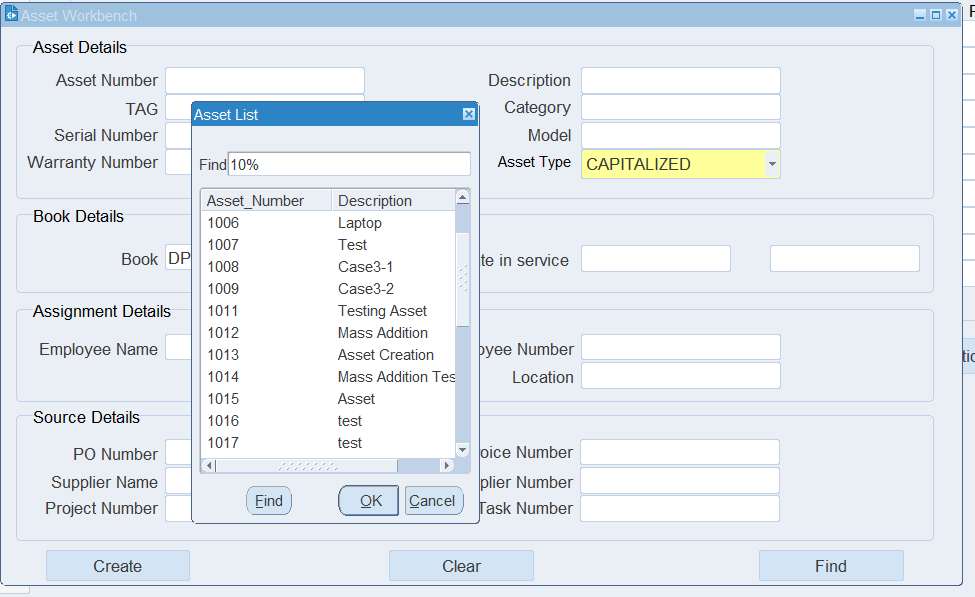 Asset Workbench
Asset Details
Asset Number
Description
TAG
Category
Serial Number
Model
Warranty Number
Asset Type CAPITALIZED
Asset List
Find 10%
Asset_Number Description
1006 Laptop
1007 Test
1008 Case3-1
1009 Case3-2
1011 Testing Asset
1012 Mass Addition
1013 Asset Creation
1014 Mass Addition Tes
1015 Asset
1016 test
1017 test
Find OK Cancel
Book Details
Book DP
te in service
Assignment Details
Employee Name
oyee Number
Location
Source Details
PO Number
oice Number
Supplier Name
plier Number
Project Number
Task Number
Create Clear Find